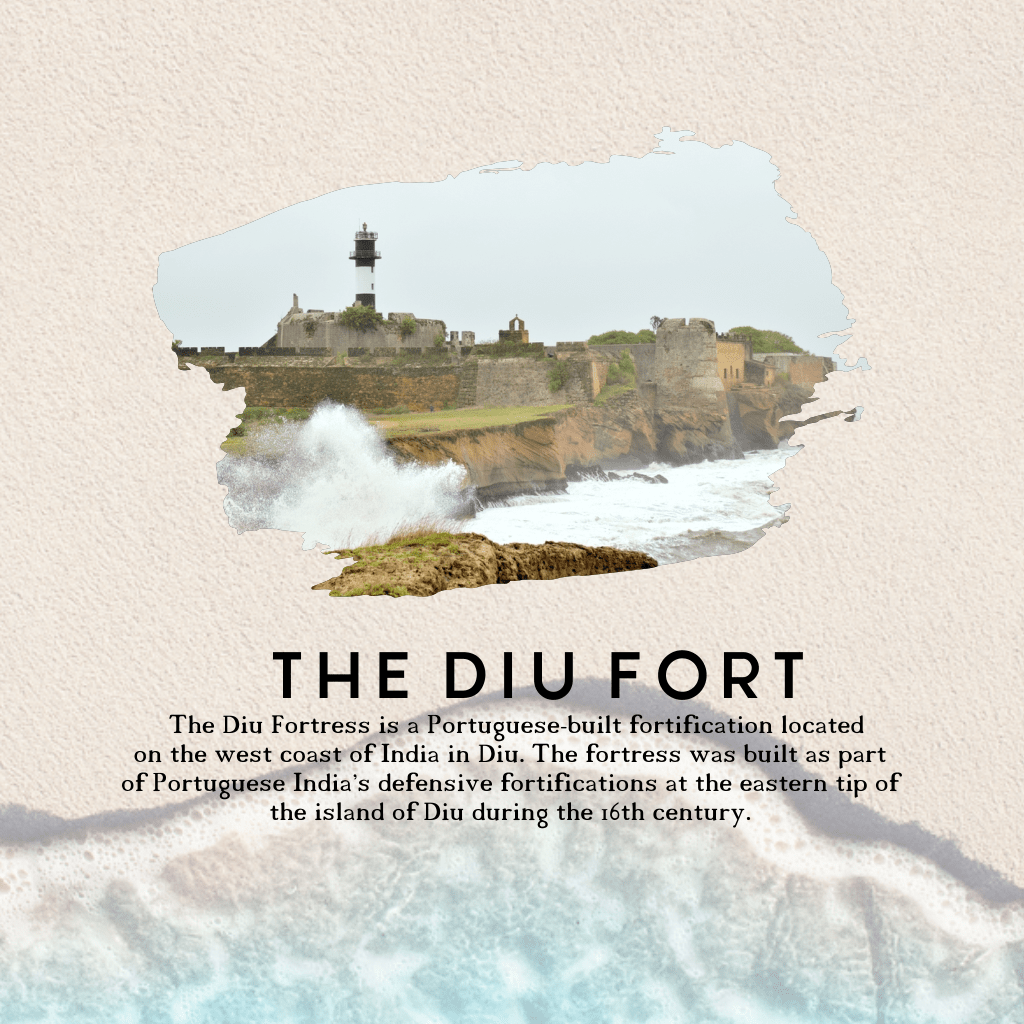 THE DIU FORT
The Diu Fortress is a Portuguese-built fortification located
on the west coast of India in Diu. The fortress was built as part
of Portuguese India's defensive fortifications at the eastern tip of
the island of Diu during the 16th century.